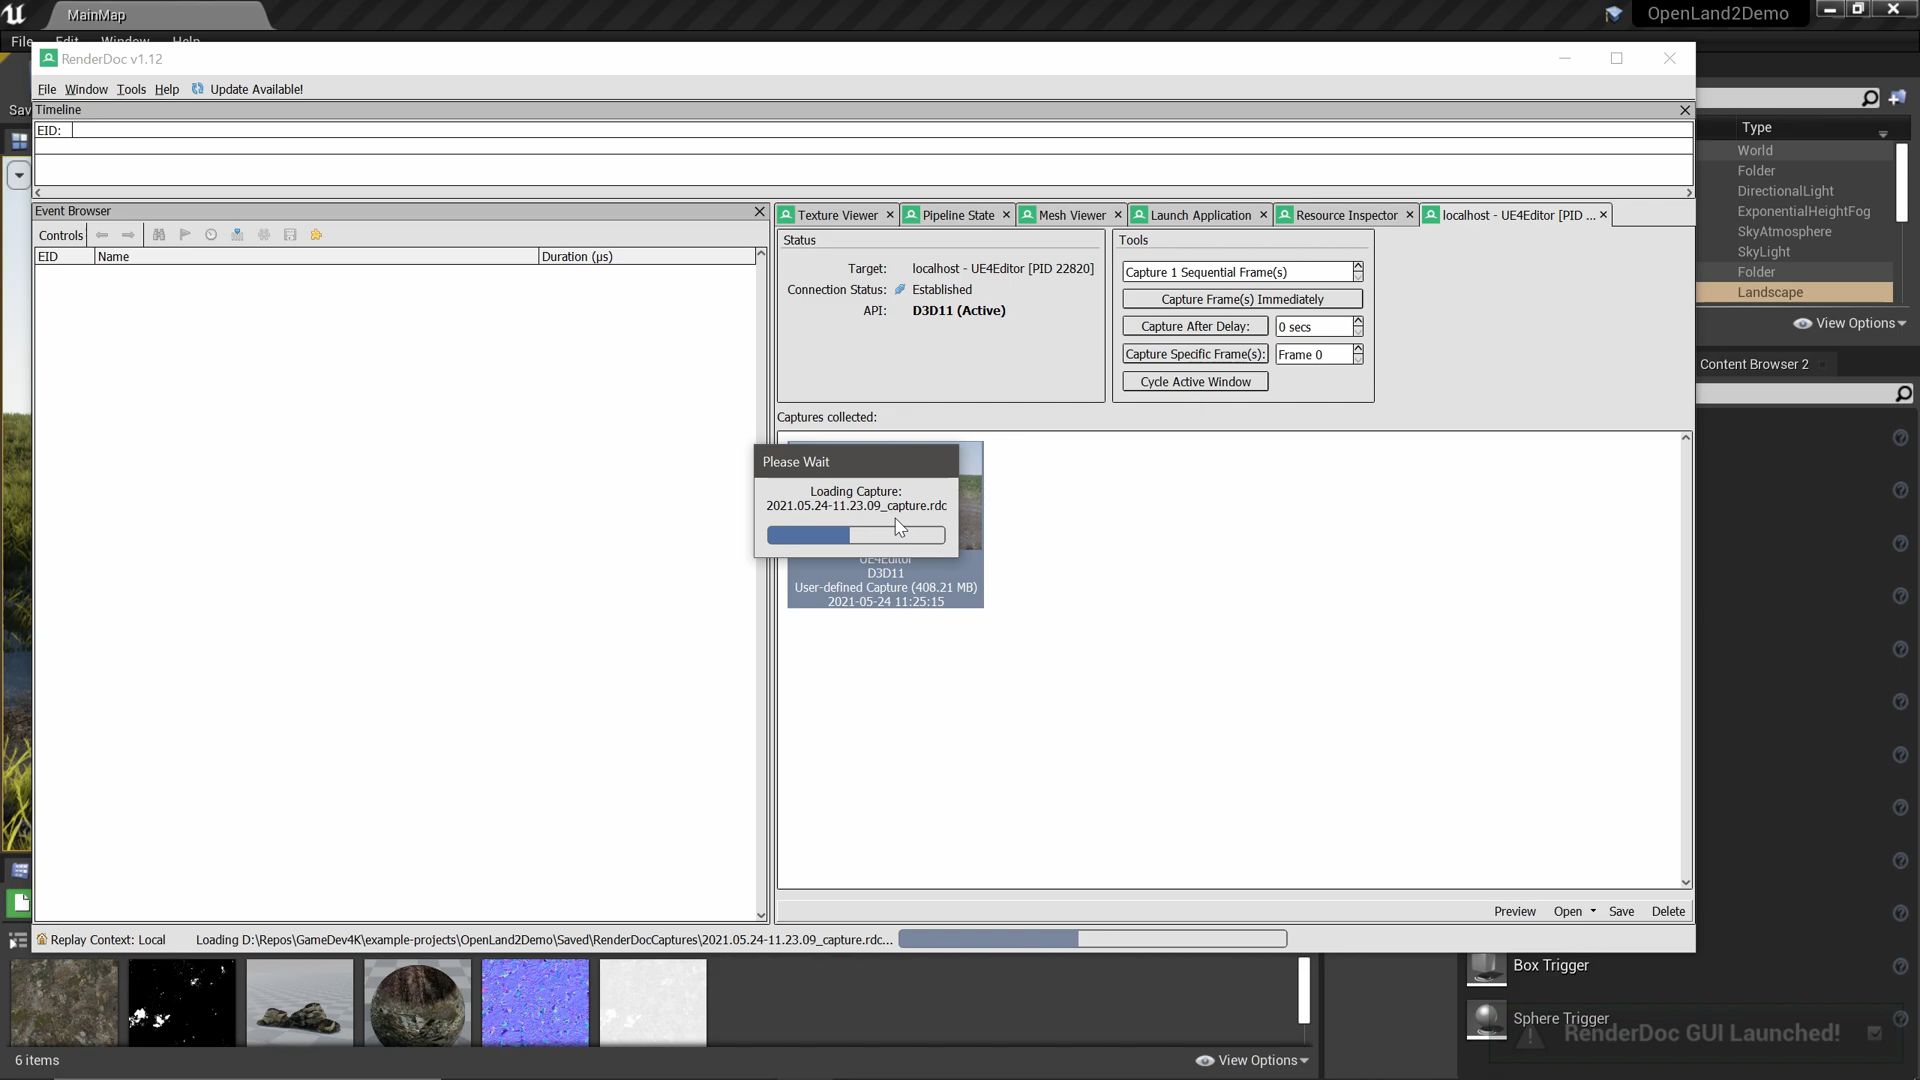 MainMap
OpenLand2Demo
File Edit Window Help
RenderDoc v1.12
File Window Tools Help Update Available!
Sav
Timeline
EID:
Type
World
Folder
DirectionalLight
ExponentialHeightFog
SkyAtmosphere
SkyLight
Folder
Landscape
View Options
Content Browser 2
Event Browser
Controls
EID Name Duration (µs)
Texture Viewer Pipeline State Mesh Viewer Launch Application Resource Inspector localhost - UE4Editor [PID ...
Status
Target: localhost - UE4Editor [PID 22820]
Connection Status: Established
API: D3D11 (Active)
Tools
Capture 1 Sequential Frame(s)
Capture Frame(s) Immediately
Capture After Delay: 0 secs
Capture Specific Frame(s): Frame 0
Cycle Active Window
Captures collected:
Please Wait
Loading Capture:
2021.05.24-11.23.09_capture.rdc
UE4Editor
D3D11
User-defined Capture (408.21 MB)
2021-05-24 11:25:15
Preview Open Save Delete
Replay Context: Local Loading D:\Repos\GameDev4K\example-projects\OpenLand2Demo\Saved\RenderDocCaptures\2021.05.24-11.23.09_capture.rdc...
Box Trigger
Sphere Trigger
RenderDoc GUI Launched!
6 items
View Options